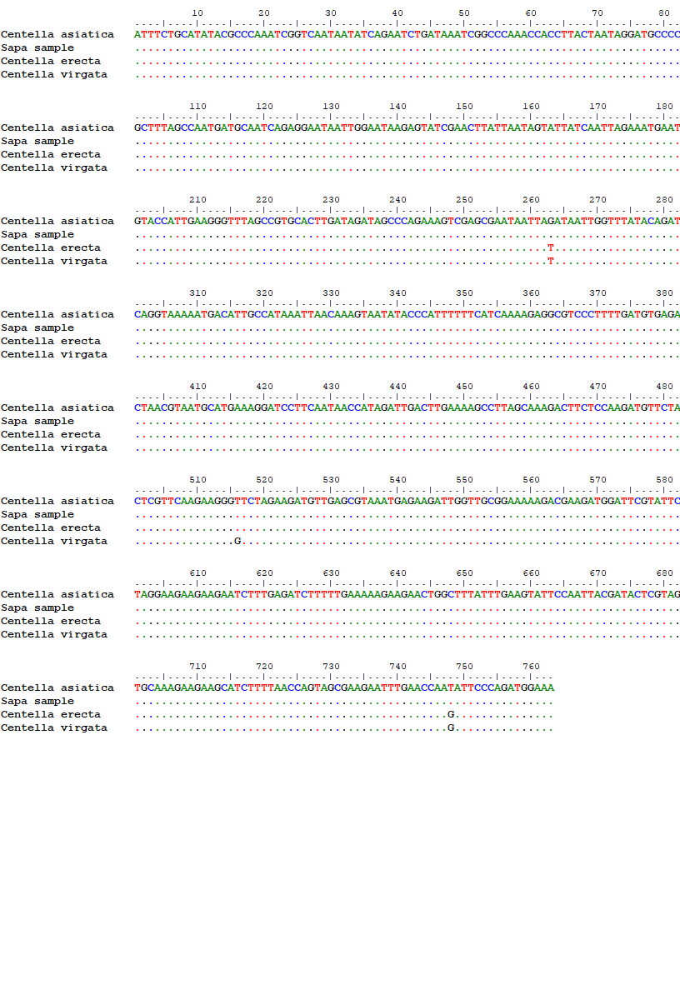 10 20 30 40 50 60 70 80
....|....|....|....|....|....|....|....|....|....|....|....|....|....|....|....|..
Centella asiatica ATTTCTGCATATACGCCCAAATCGGTCAATAATATCAGAATCTGATAAATCGGCCCAAACCACCTTACTAATAGGATGCCCC
Sapa sample ..................................................................................
Centella erecta ..................................................................................
Centella virgata ..................................................................................
110 120 130 140 150 160 170 180
....|....|....|....|....|....|....|....|....|....|....|....|....|....|....|....|..
Centella asiatica GCTTTAGCCAATGATGCAATCAGAGGAATAATTGGAATAAGAGTATCGAACTTATTAATAGTATTATCAATTAGAAATGAAT
Sapa sample ..................................................................................
Centella erecta ..................................................................................
Centella virgata ..................................................................................
210 220 230 240 250 260 270 280
....|....|....|....|....|....|....|....|....|....|....|....|....|....|....|....|..
Centella asiatica GTACCATTGAAGGGTTTAGCCGTGCACTTGATAGATAGCCCAGAAAGTCGAGCGAATAATTAGATAATTGGTTTATACAGAT
Sapa sample ..................................................................................
Centella erecta ..............................................................T...................
Centella virgata ..............................................................T...................
310 320 330 340 350 360 370 380
....|....|....|....|....|....|....|....|....|....|....|....|....|....|....|....|..
Centella asiatica CAGGTAAAAATGACATTGCCATAAATTAACAAAGTAATATACCCATTTTTTCATCAAAAGAGGCGTCCCTTTTGATGTGAGA
Sapa sample ..................................................................................
Centella erecta ..................................................................................
Centella virgata ..................................................................................
410 420 430 440 450 460 470 480
....|....|....|....|....|....|....|....|....|....|....|....|....|....|....|....|..
Centella asiatica CTAACGTAATGCATGAAAGGATCCTTCAATAACCATAGATTGACTTGAAAAGCCTTAGCAAAGACTTCTCCAAGATGTTCTA
Sapa sample ..................................................................................
Centella erecta ..................................................................................
Centella virgata ..................................................................................
510 520 530 540 550 560 570 580
....|....|....|....|....|....|....|....|....|....|....|....|....|....|....|....|..
Centella asiatica CTCGTTCAAGAAGGGTTCTAGAAGATGTTGAGCGTAAATGAGAAGATTGGTTGCGGAAAAAGACGAAGATGGATTCGTATTC
Sapa sample ..................................................................................
Centella erecta ..................................................................................
Centella virgata ...............G..................................................................
610 620 630 640 650 660 670 680
....|....|....|....|....|....|....|....|....|....|....|....|....|....|....|....|..
Centella asiatica TAGGAAGAAGAAGAATCTTTGAGATCTTTTTGAAAAAGAAGAACTGGCTTTATTTGAAGTATTCCAATTACGATACTCGTAG
Sapa sample ..................................................................................
Centella erecta ..................................................................................
Centella virgata ..................................................................................
710 720 730 740 750 760
....|....|....|....|....|....|....|....|....|....|....|....|...
Centella asiatica TGCAAAGAAGAAGCATCTTTTAACCAGTAGCGAAGAATTTGAACCAATATTCCCAGATGGAAA
Sapa sample ...............................................................
Centella erecta ...............................................G...............
Centella virgata ...............................................G...............